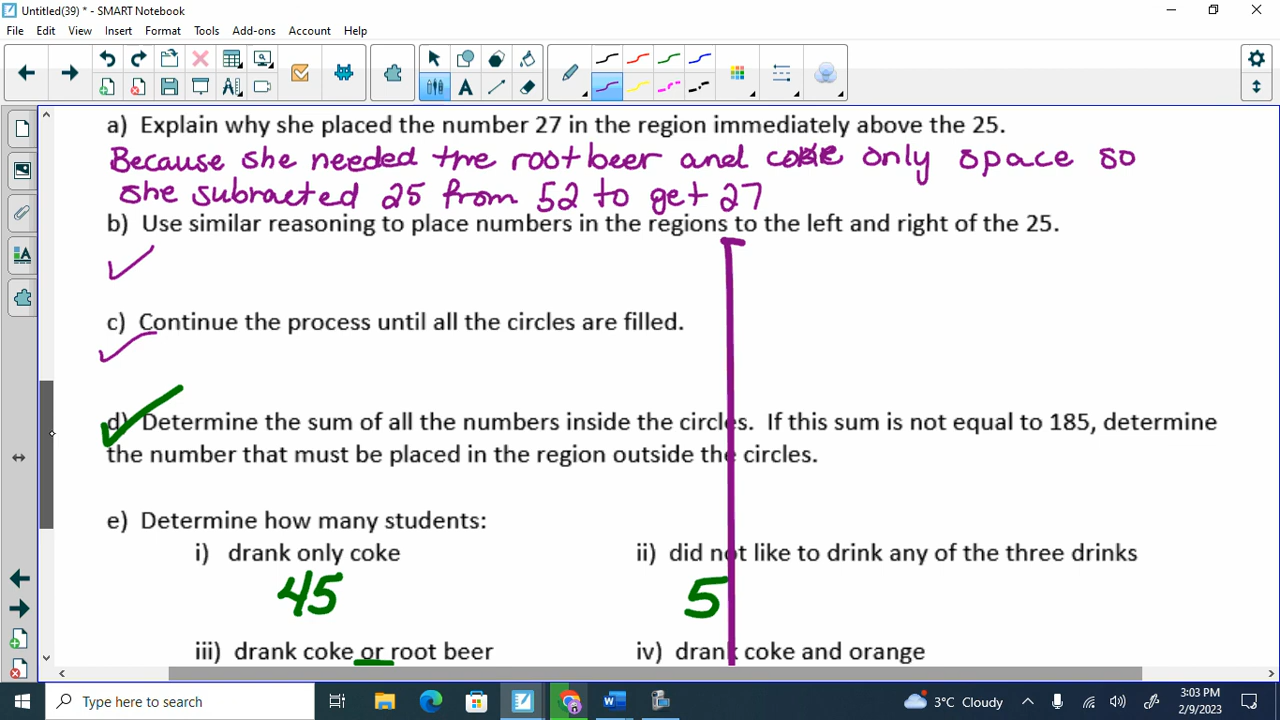 Untitled(39) * - SMART Notebook
File Edit View Insert Format Tools Add-ons Account Help
a) Explain why she placed the number 27 in the region immediately above the 25.
Because she needed the rootbeer and coke only space so
she subtracted 25 from 52 to get 27
b) Use similar reasoning to place numbers in the regions to the left and right of the 25.
c) Continue the process until all the circles are filled.
d) Determine the sum of all the numbers inside the circles. If this sum is not equal to 185, determine
the number that must be placed in the region outside the circles.
e) Determine how many students:
i) drank only coke
ii) did not like to drink any of the three drinks
45
5
iii) drank coke or root beer
iv) drank coke and orange
Type here to search
3°C Cloudy
3:03 PM
2/9/2023